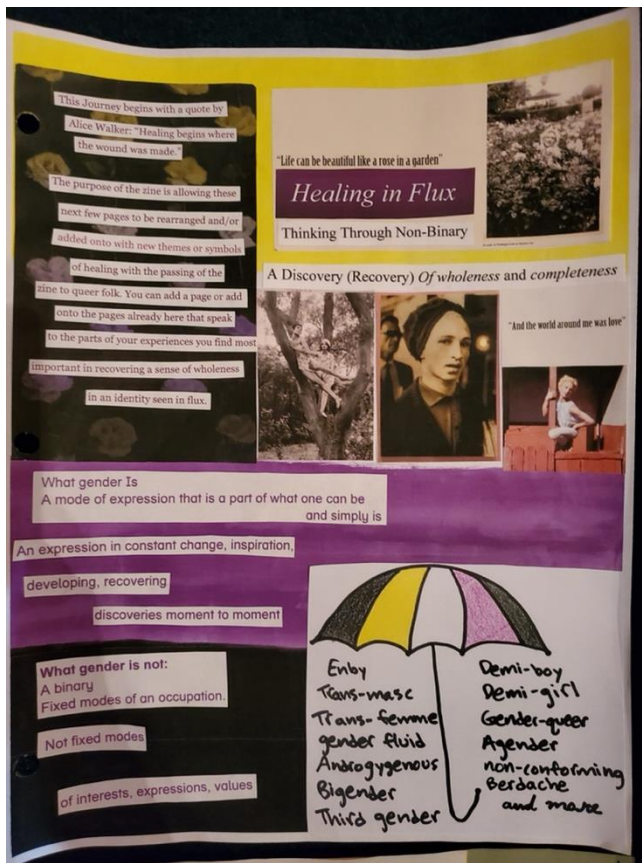 This Journey begins with a quote by
Alice Walker: "Healing begins where
the wound was made."
The purpose of the zine is allowing these
next few pages to be rearranged and/or
added onto with new themes or symbols
of healing with the passing of the
zine to queer folk. You can add a page or add
onto the pages already here that speak
to the parts of your experiences you find most
important in recovering a sense of wholeness
in an identity seen in flux.
"Life can be beautiful like a rose in a garden"
Healing in Flux
Thinking Through Non-Binary
A Discovery (Recovery) Of wholeness and completeness
"And the world around me was love"
What gender Is
A mode of expression that is a part of what one can be
and simply is
An expression in constant change, inspiration,
developing, recovering
discoveries moment to moment
What gender is not:
A binary
Fixed modes of an occupation.
Not fixed modes
of interests, expressions, values
Enby
Trans-masc
Trans-femme
gender fluid
Androgygenous
Bigender
Third gender
Demi-boy
Demi-girl
Gender-queer
Agender
non-conforming
Berdache
and more